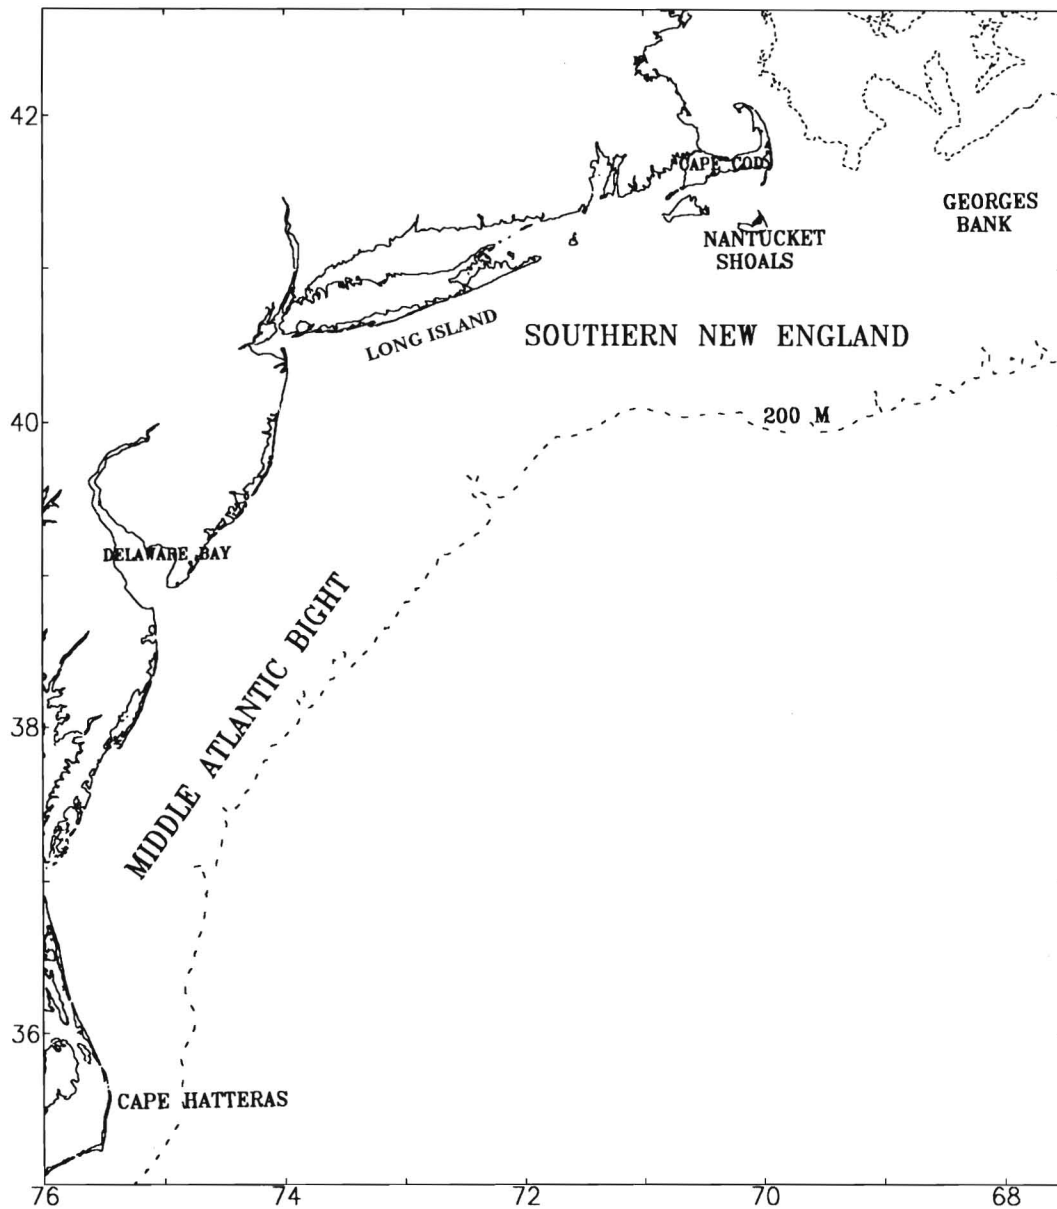 42
CAPE COD
GEORGES
BANK
NANTUCKET
SHOALS
LONG ISLAND
SOUTHERN NEW ENGLAND
40
200 M
DELAWARE BAY
MIDDLE ATLANTIC BIGHT
38
36
CAPE HATTERAS
76 74 72 70 68